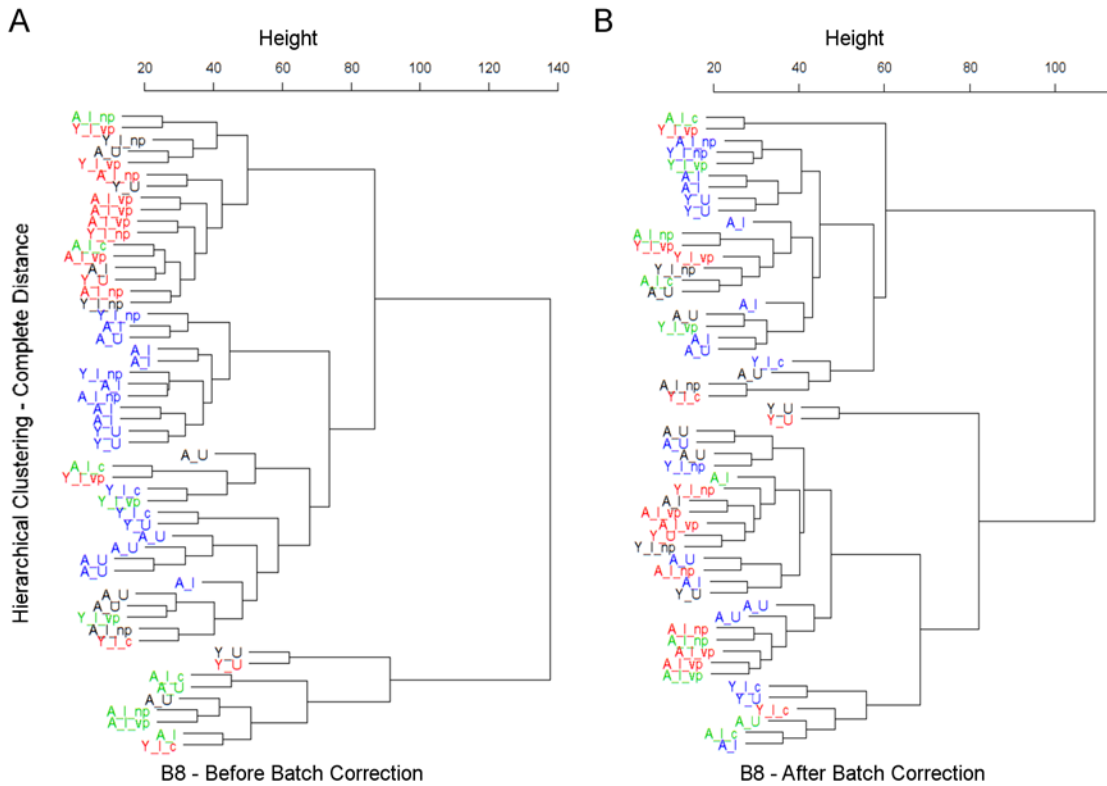 A
Height
20 40 60 80 100 120 140
Hierarchical Clustering - Complete Distance
A_I_np
Y_I_vp
Y_I_np
A_U
Y_I_vp
A_I_np
Y_U
A_I_vp
A_I_vp
A_I_vp
Y_I_np
A_I_c
A_I_vp
A_I
Y_U
A_I_np
Y_I_np
Y_I_np
A_I
A_U
A_I
A_I
Y_I_np
A_I
A_I_np
A_I
A_I
Y_U
Y_U
A_U
A_I_c
Y_I_vp
Y_I_c
Y_I_vp
Y_I_c
Y_U
A_U
A_U
A_U
A_U
A_I
A_U
A_U
Y_I_vp
A_I_np
Y_I_c
Y_U
Y_U
A_I_c
A_U
A_U
A_I_np
A_I_vp
A_I
Y_I_c
B8 - Before Batch Correction
B
Height
20 40 60 80 100
A_I_c
Y_I_vp
A_I_np
Y_I_np
Y_I_vp
A_I
A_I
Y_U
Y_U
A_I
A_I_np
Y_I_vp
Y_I_vp
Y_I_np
A_I_c
A_U
A_I
A_U
Y_I_vp
A_I
A_U
Y_I_c
A_U
A_I_np
Y_I_c
Y_U
Y_U
A_U
A_U
A_U
Y_I_np
A_I
Y_I_np
A_I
A_I_vp
A_I_vp
Y_U
Y_I_np
A_U
A_I_np
A_I
Y_U
A_U
A_U
A_I_np
A_I_np
A_I_vp
A_I_vp
A_I_vp
Y_I_c
Y_U
Y_I_c
A_U
A_I_c
A_I
B8 - After Batch Correction